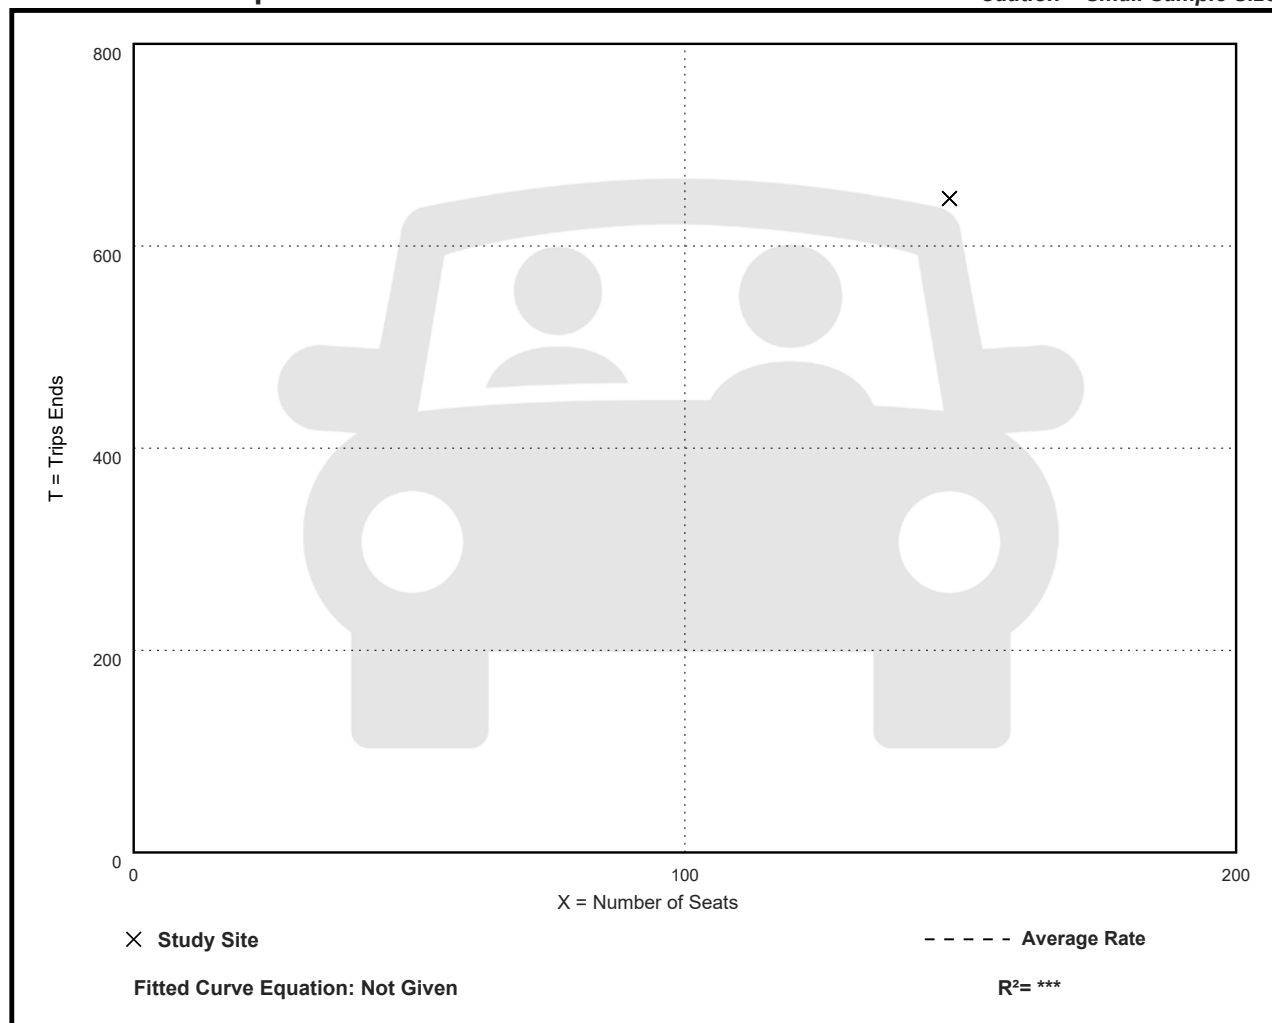 800
600
400
200
0
0 100 200
T = Trips Ends
X = Number of Seats
Study Site
Average Rate
Fitted Curve Equation: Not Given
R²= ***